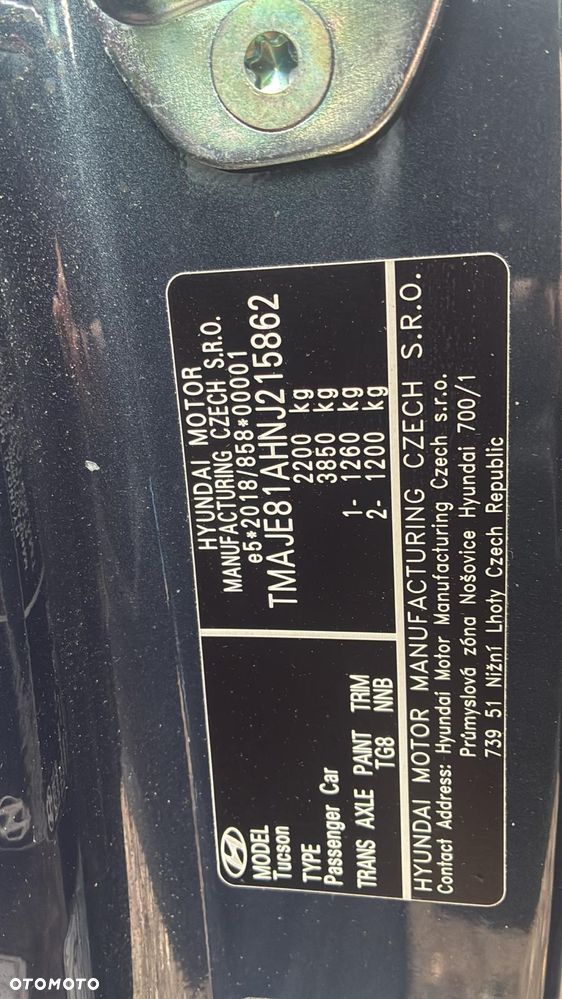 HYUNDAI MOTOR
MANUFACTURING CZECH S.R.O.
e5*2018/858*00001
TMAJE81AHNJ215862
2200 kg
3850 kg
1- 1260 kg
2- 1200 kg
MODEL
Tucson
TYPE
Passenger Car
TRANS AXLE PAINT TRIM
TG8 NNB
HYUNDAI MOTOR MANUFACTURING CZECH S.R.O.
Contact Address: Hyundai Motor Manufacturing Czech s.r.o.
Průmyslová zóna Nošovice Hyundai 700/1
739 51 Nižní Lhoty Czech Republic
OTOMOTO